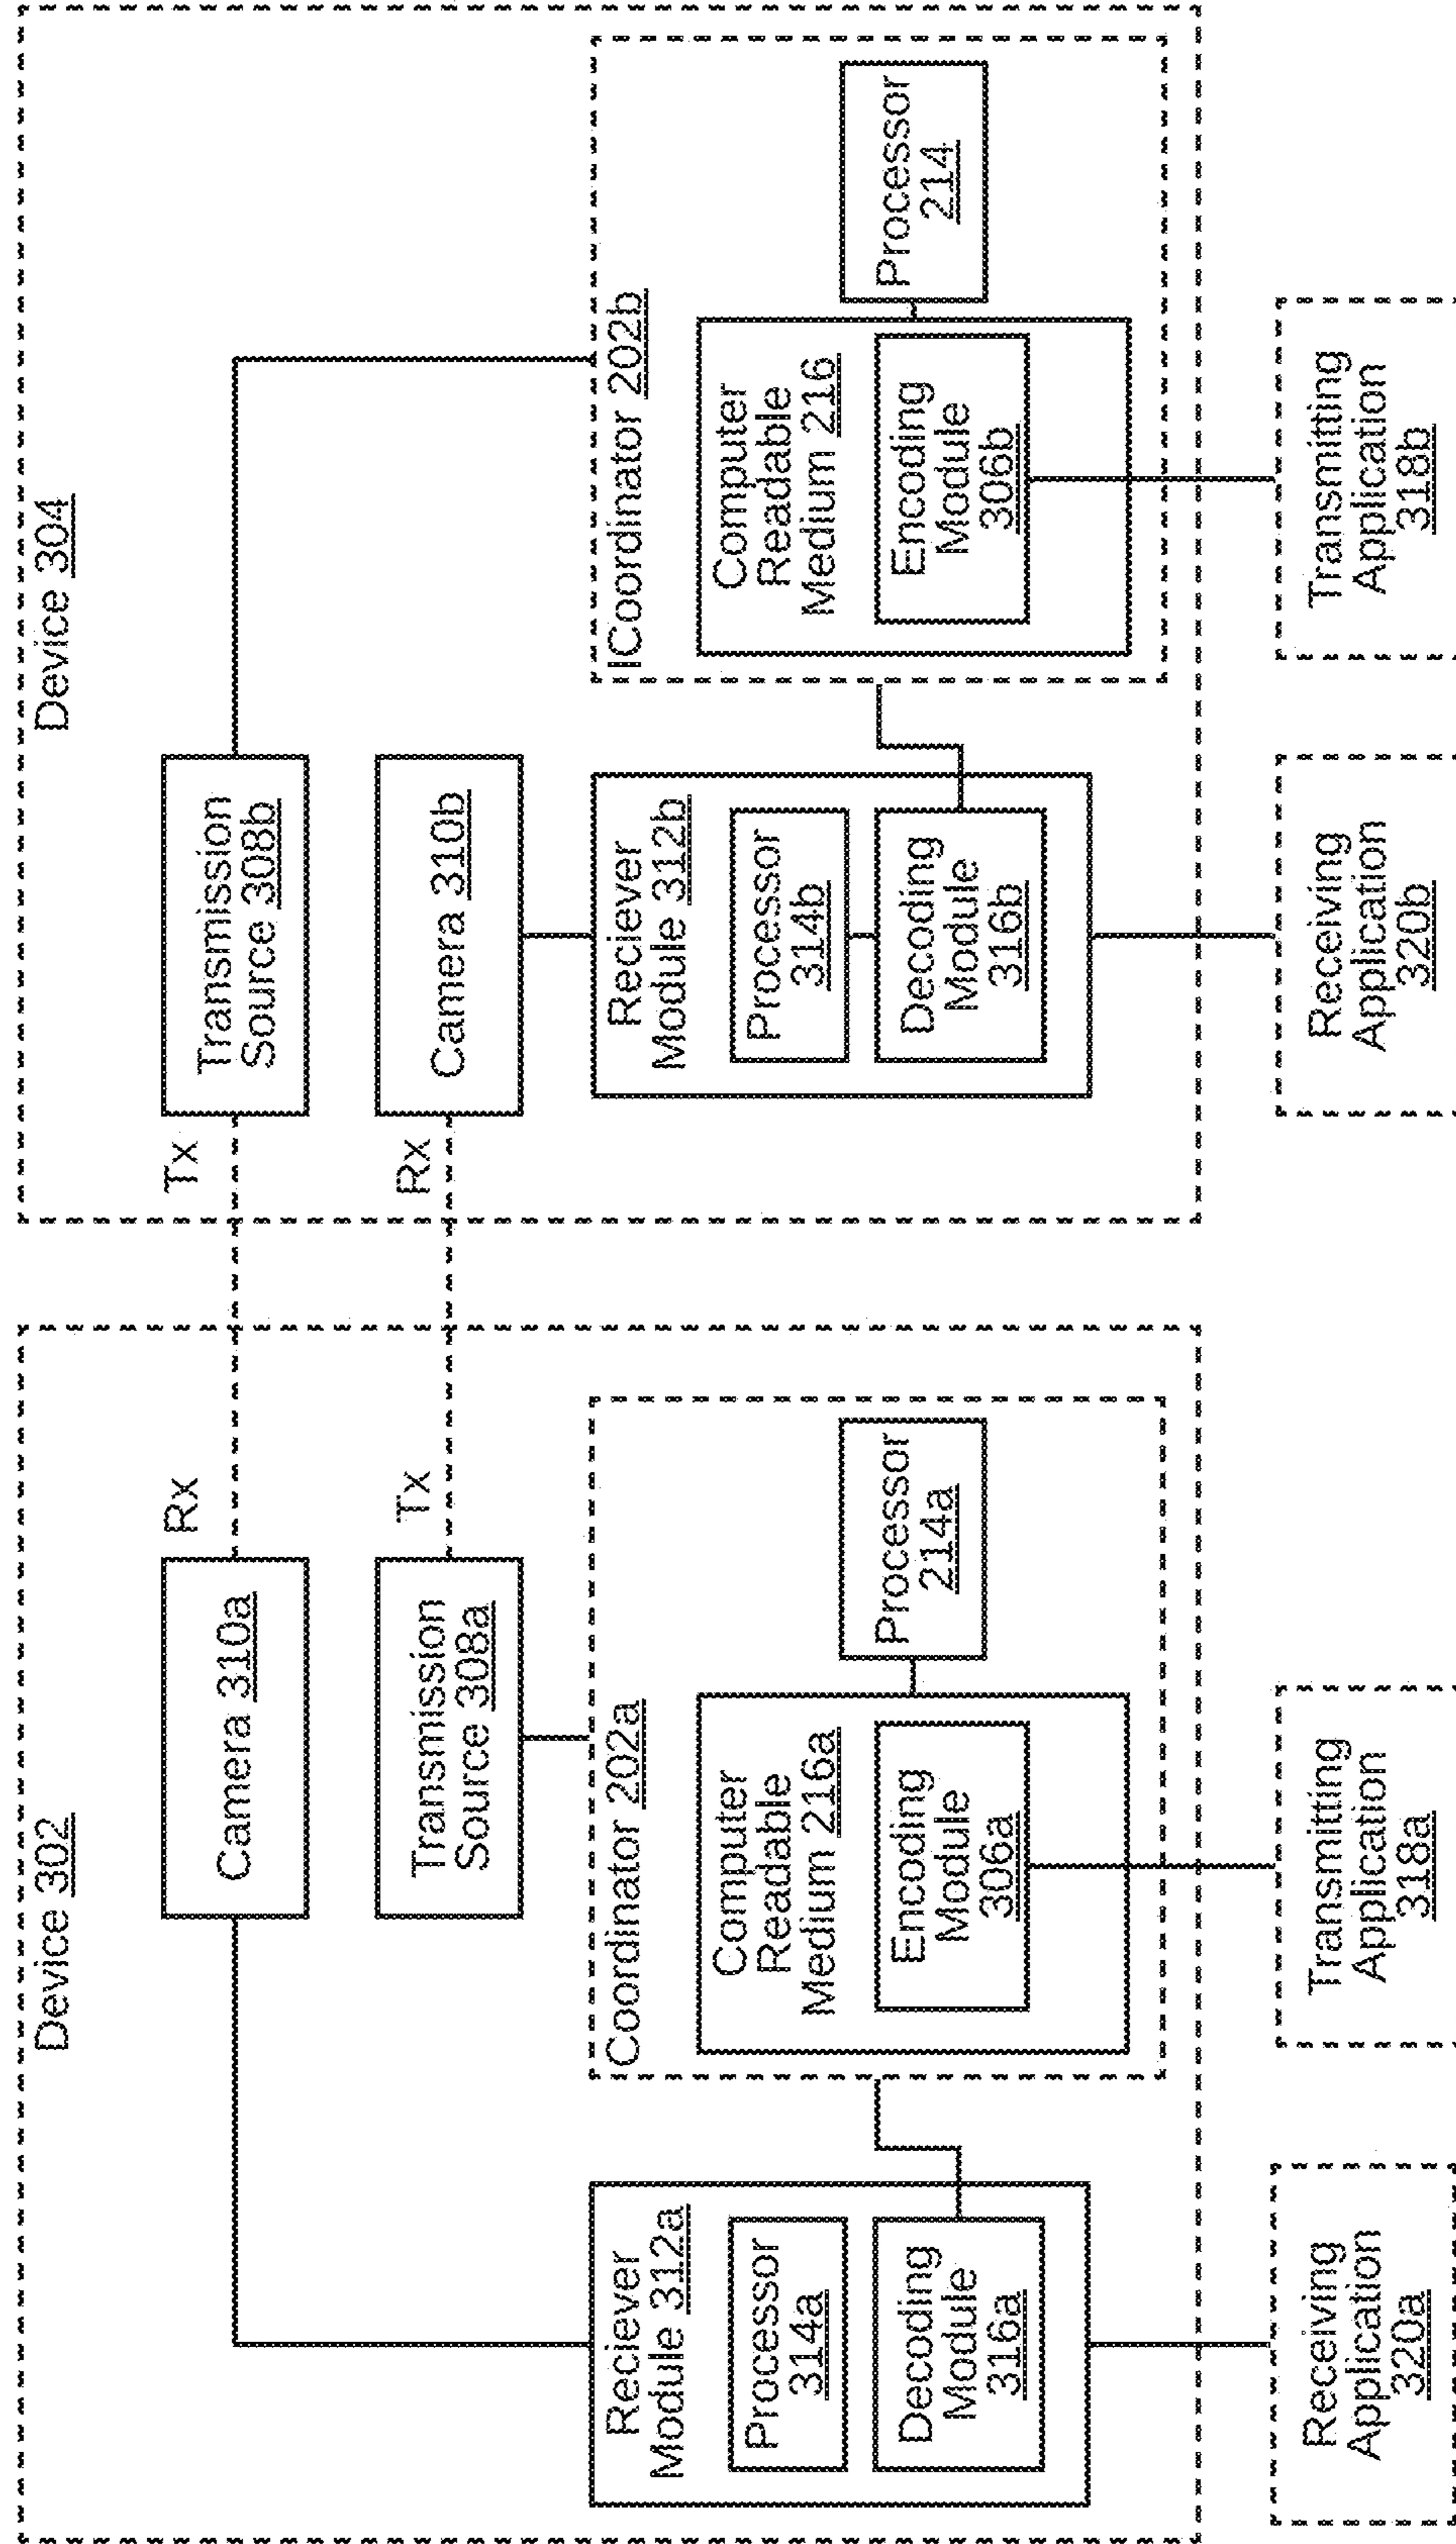 Device 302
Camera 310a
Rx
Transmission
Source 308a
Tx
Reciever
Module 312a
Processor
314a
Decoding
Module
316a
Coordinator 202a
Computer
Readable
Medium 216a
Encoding
Module
306a
Processor
214a
Receiving
Application
320a
Transmitting
Application
318a
Device 304
Tx
Transmission
Source 308b
Rx
Camera 310b
Reciever
Module 312b
Processor
314b
Decoding
Module
316b
ICoordinator 202b
Computer
Readable
Medium 216
Encoding
Module
306b
Processor
214
Receiving
Application
320b
Transmitting
Application
318b